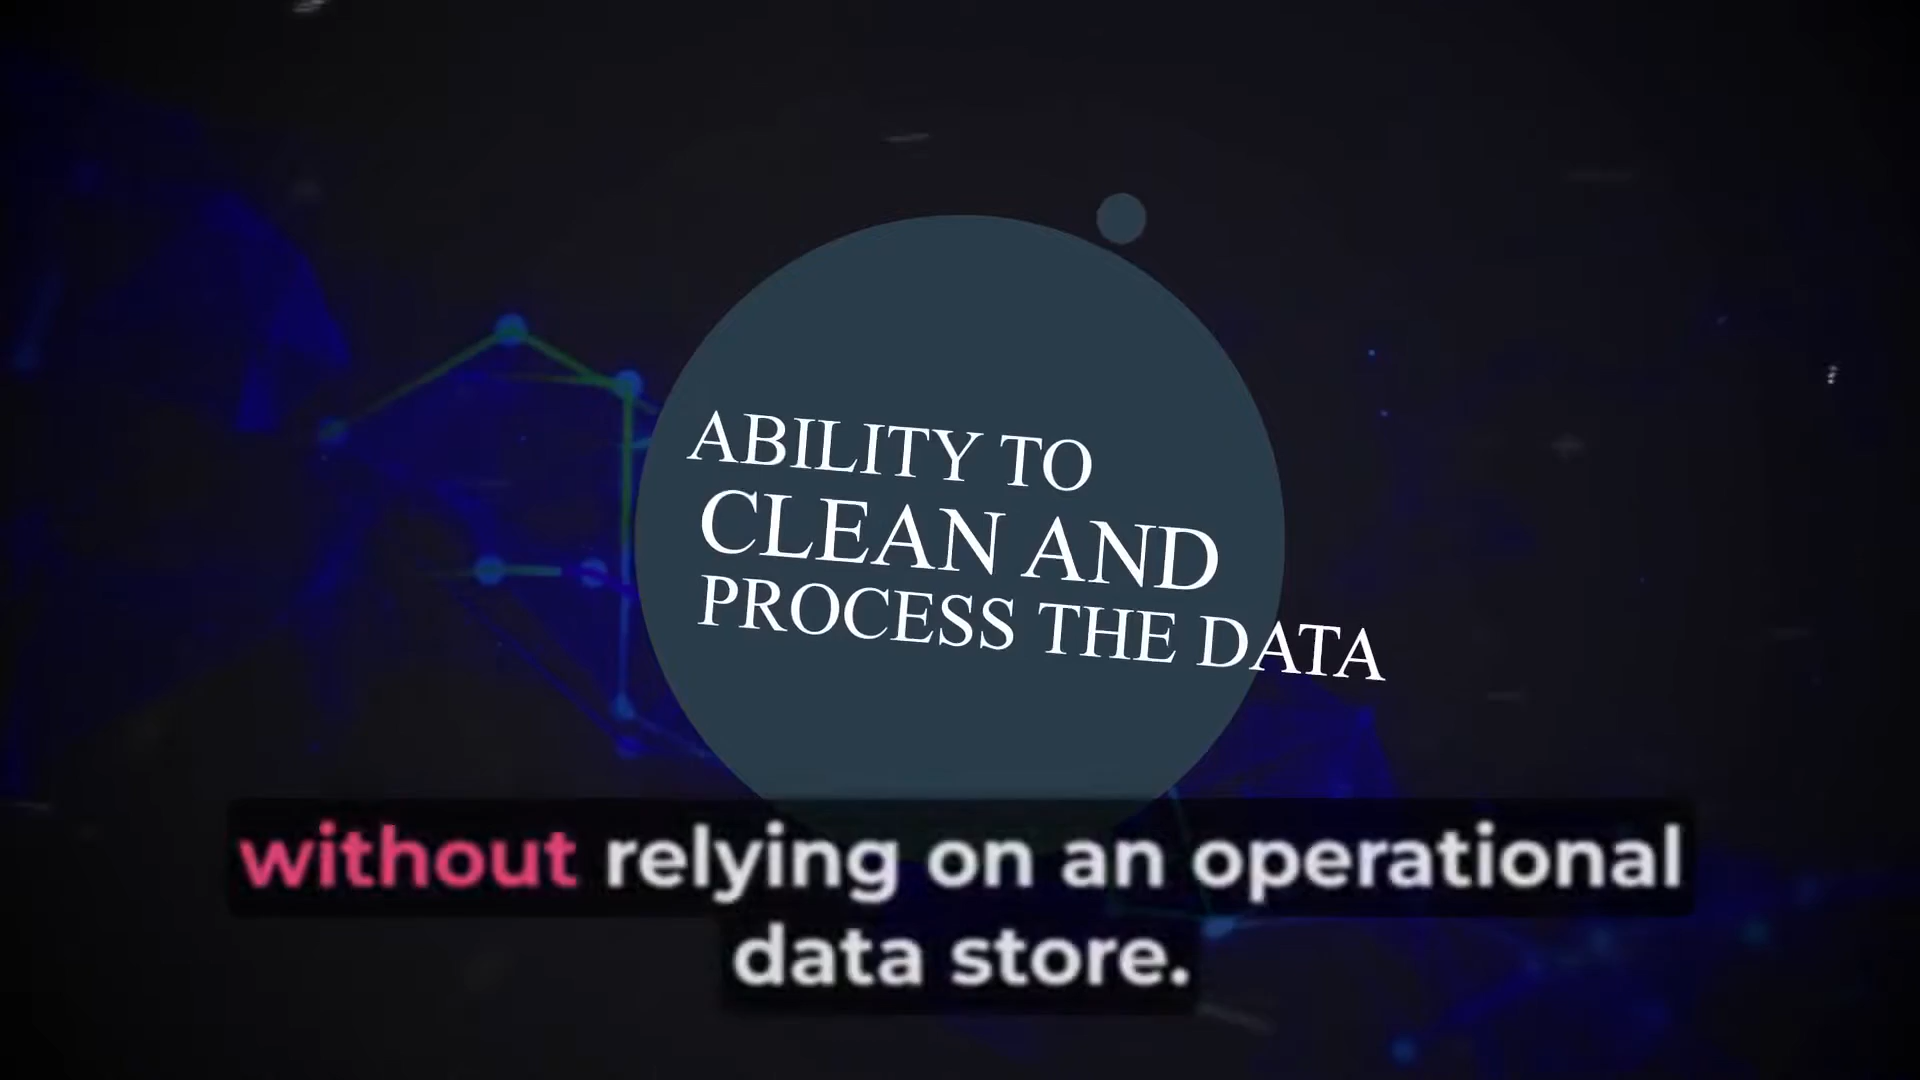 ABILITY TO
CLEAN AND
PROCESS THE DATA
without relying on an operational
data store.